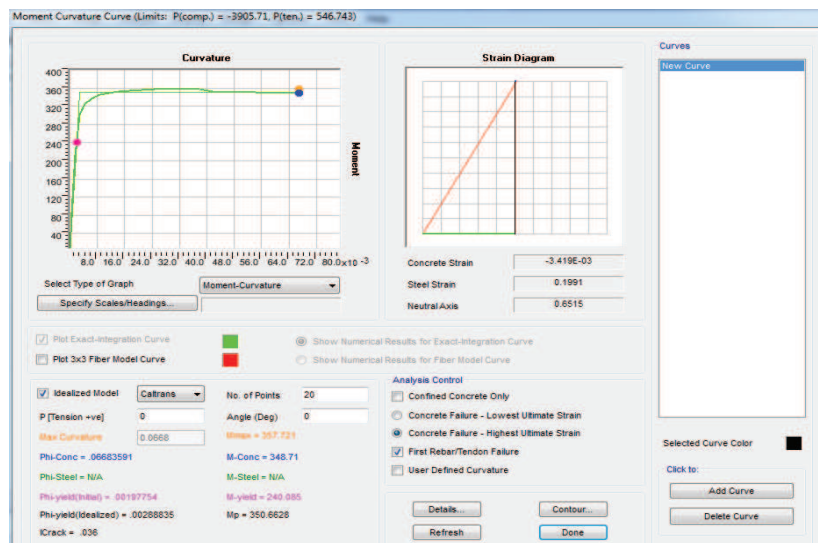 Moment Curvature Curve (Limits: P(comp.) = -3905.71, P(ten.) = 546.743)
Curvature
400
360
320
280
240
200
160
120
80
40
8.0 16.0 24.0 32.0 40.0 48.0 56.0 64.0 72.0 80.0 x10 -3
Moment
Select Type of Graph
Moment-Curvature
Specify Scales/Headings...
Strain Diagram
Concrete Strain
-3.419E-03
Steel Strain
0.1991
Neutral Axis
0.6515
Plot Exact-Integration Curve
Plot 3x3 Fiber Model Curve
Show Numerical Results for Exact-Integration Curve
Show Numerical Results for Fiber Model Curve
Idealized Model
Caltrans
No. of Points
20
P [Tension +ve]
0
Angle (Deg)
0
Max Curvature
0.0668
Mmax = 357.721
Phi-Conc = .06683591
M-Conc = 348.71
Phi-Steel = N/A
M-Steel = N/A
Phi-yield(Initial) = .00197754
M-yield = 240.085
Phi-yield(Idealized) = .00288835
Mp = 350.6628
ICrack = .036
Analysis Control
Confined Concrete Only
Concrete Failure - Lowest Ultimate Strain
Concrete Failure - Highest Ultimate Strain
First Rebar/Tendon Failure
User Defined Curvature
Details...
Contour...
Refresh
Done
Curves
New Curve
Selected Curve Color
Click to:
Add Curve
Delete Curve